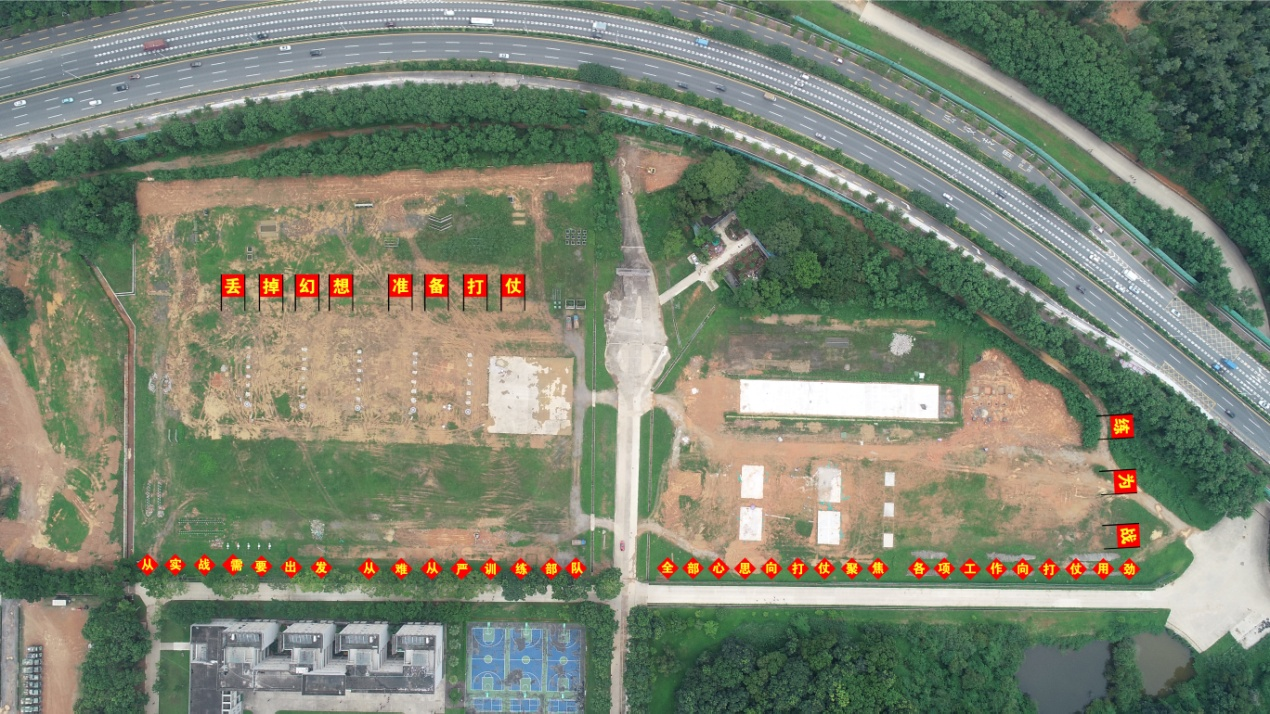 丢掉幻想 准备打仗
练为战
从实战需要出发 从难从严训练部队
全部心思向打仗聚焦 各项工作向打仗用劲